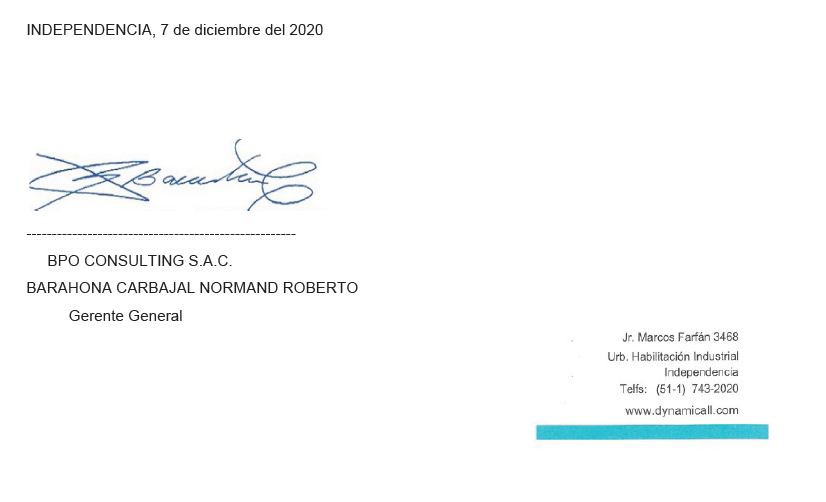 INDEPENDENCIA, 7 de diciembre del 2020
-----------------------------------------------------
BPO CONSULTING S.A.C.
BARAHONA CARBAJAL NORMAND ROBERTO
Gerente General
Jr. Marcos Farfán 3468
Urb. Habilitación Industrial
Independencia
Telfs: (51-1) 743-2020
www.dynamicall.com